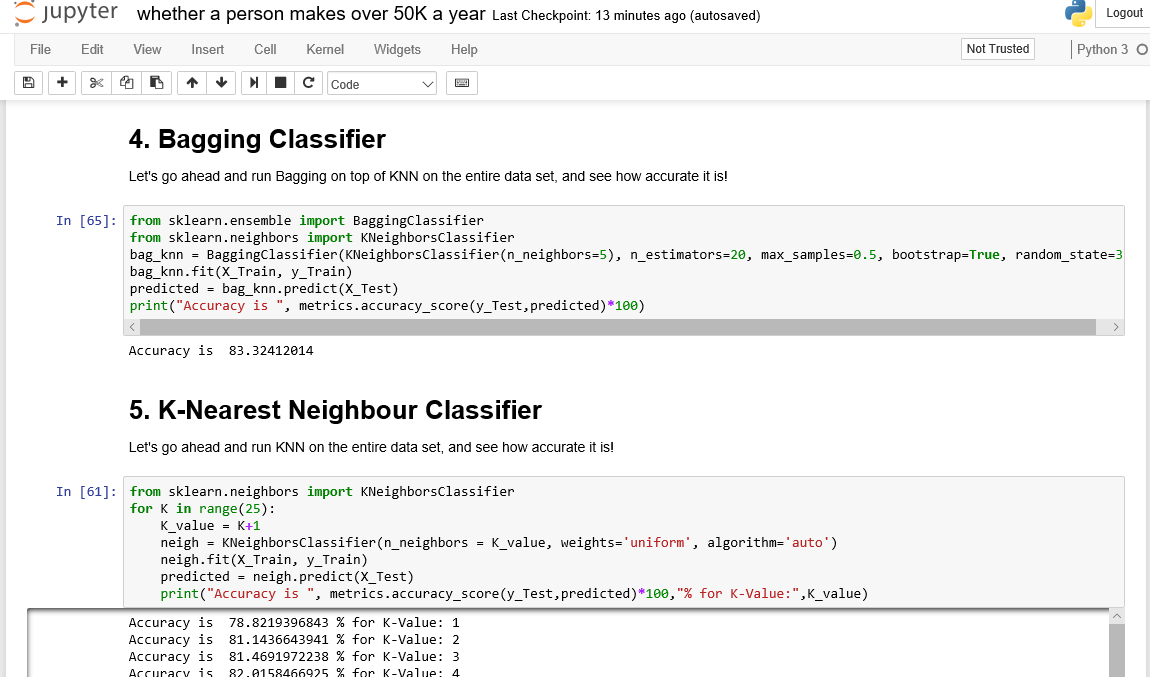 jupyter whether a person makes over 50K a year Last Checkpoint: 13 minutes ago (autosaved) Logout
File Edit View Insert Cell Kernel Widgets Help Not Trusted Python 3
Code
4. Bagging Classifier
Let's go ahead and run Bagging on top of KNN on the entire data set, and see how accurate it is!
In [65]: from sklearn.ensemble import BaggingClassifier
from sklearn.neighbors import KNeighborsClassifier
bag_knn = BaggingClassifier(KNeighborsClassifier(n_neighbors=5), n_estimators=20, max_samples=0.5, bootstrap=True, random_state=3
bag_knn.fit(X_Train, y_Train)
predicted = bag_knn.predict(X_Test)
print("Accuracy is ", metrics.accuracy_score(y_Test,predicted)*100)
Accuracy is  83.32412014
5. K-Nearest Neighbour Classifier
Let's go ahead and run KNN on the entire data set, and see how accurate it is!
In [61]: from sklearn.neighbors import KNeighborsClassifier
for K in range(25):
    K_value = K+1
    neigh = KNeighborsClassifier(n_neighbors = K_value, weights='uniform', algorithm='auto')
    neigh.fit(X_Train, y_Train)
    predicted = neigh.predict(X_Test)
    print("Accuracy is ", metrics.accuracy_score(y_Test,predicted)*100,"% for K-Value:",K_value)
Accuracy is  78.8219396843 % for K-Value: 1
Accuracy is  81.1436643941 % for K-Value: 2
Accuracy is  81.4691972238 % for K-Value: 3
Accuracy is  82.0158466925 % for K-Value: 4